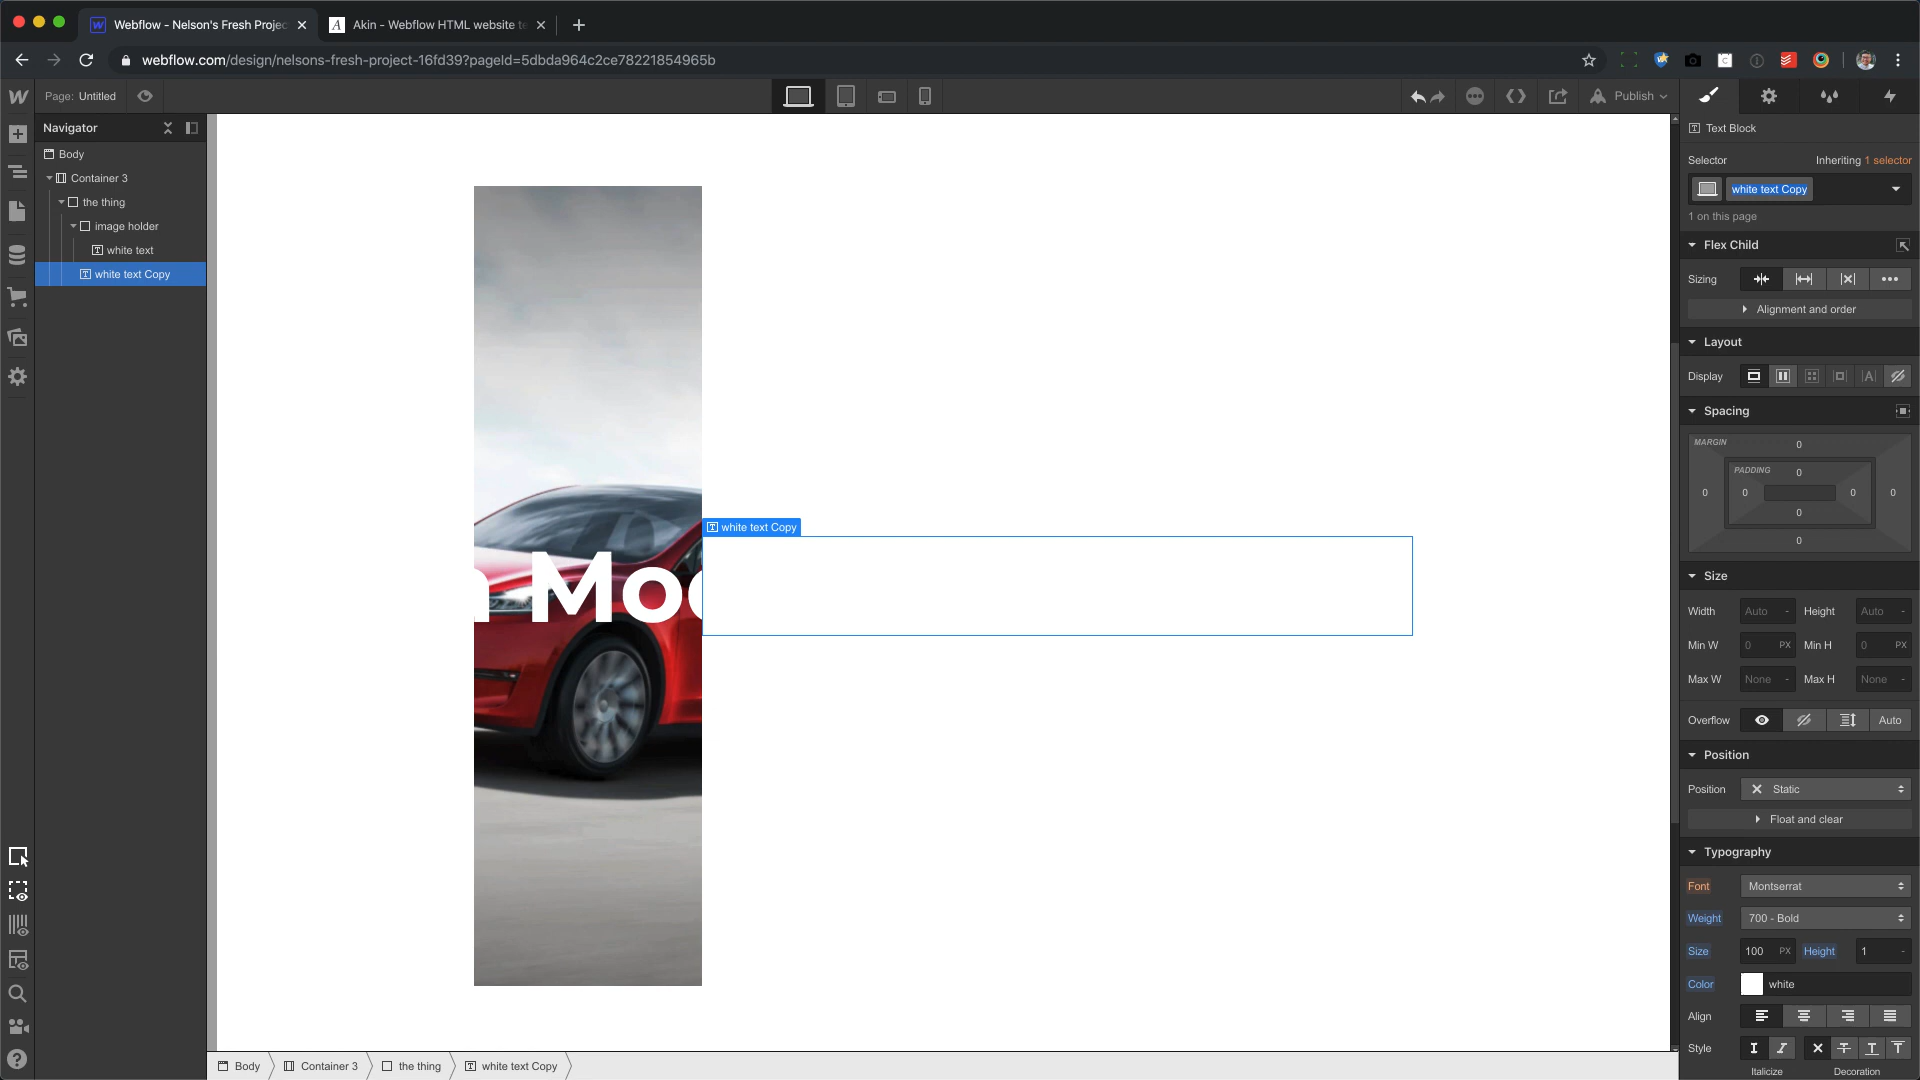 Webflow - Nelson's Fresh Projec
Akin - Webflow HTML website te
webflow.com/design/nelsons-fresh-project-16fd39?pageId=5dbda964c2ce78221854965b
Page: Untitled
Publish
Navigator
Body
Container 3
the thing
image holder
white text
white text Copy
n Mod
white text Copy
Text Block
Selector
Inheriting 1 selector
white text Copy
1 on this page
Flex Child
Sizing
Alignment and order
Layout
Display
Spacing
MARGIN
0
PADDING
0
0 0 0 0
0
0
Size
Width Auto - Height Auto -
Min W 0 PX Min H 0 PX
Max W None - Max H None -
Overflow Auto
Position
Position Static
Float and clear
Typography
Font Montserrat
Weight 700 - Bold
Size 100 PX Height 1 -
Color white
Align
Style
Italicize Decoration
Body Container 3 the thing white text Copy